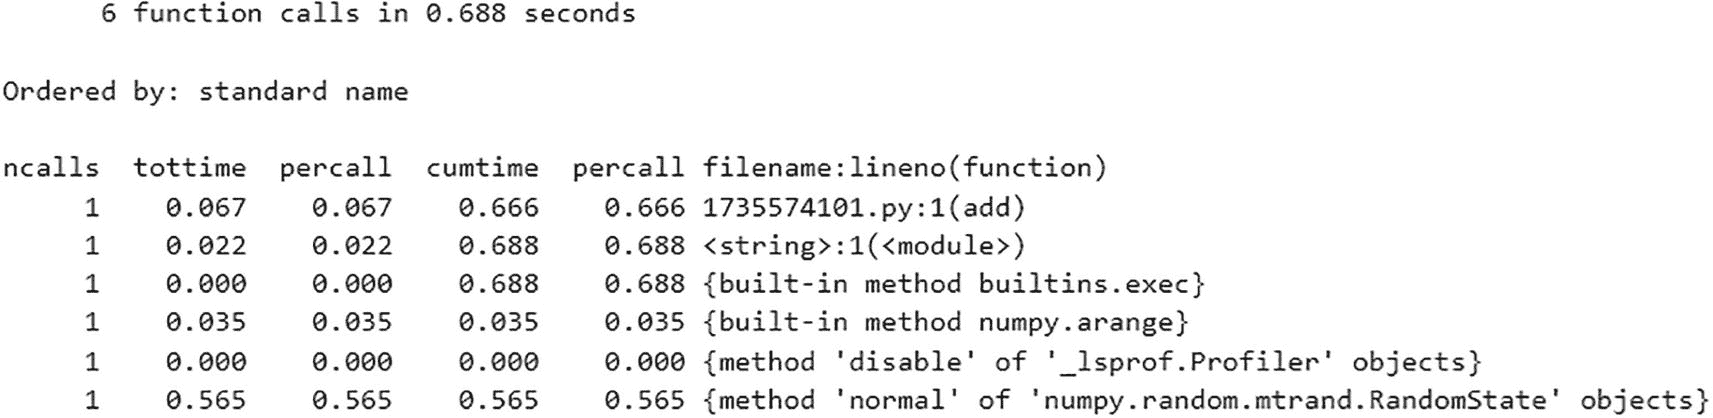 6 function calls in 0.688 seconds
Ordered by: standard name
ncalls tottime percall cumtime percall filename:lineno(function)
1 0.067 0.067 0.666 0.666 1735574101.py:1(add)
1 0.022 0.022 0.688 0.688 <string>:1(<module>)
1 0.000 0.000 0.688 0.688 {built-in method builtins.exec}
1 0.035 0.035 0.035 0.035 {built-in method numpy.arange}
1 0.000 0.000 0.000 0.000 {method 'disable' of '_lsprof.Profiler' objects}
1 0.565 0.565 0.565 0.565 {method 'normal' of 'numpy.random.mtrand.RandomState' objects}